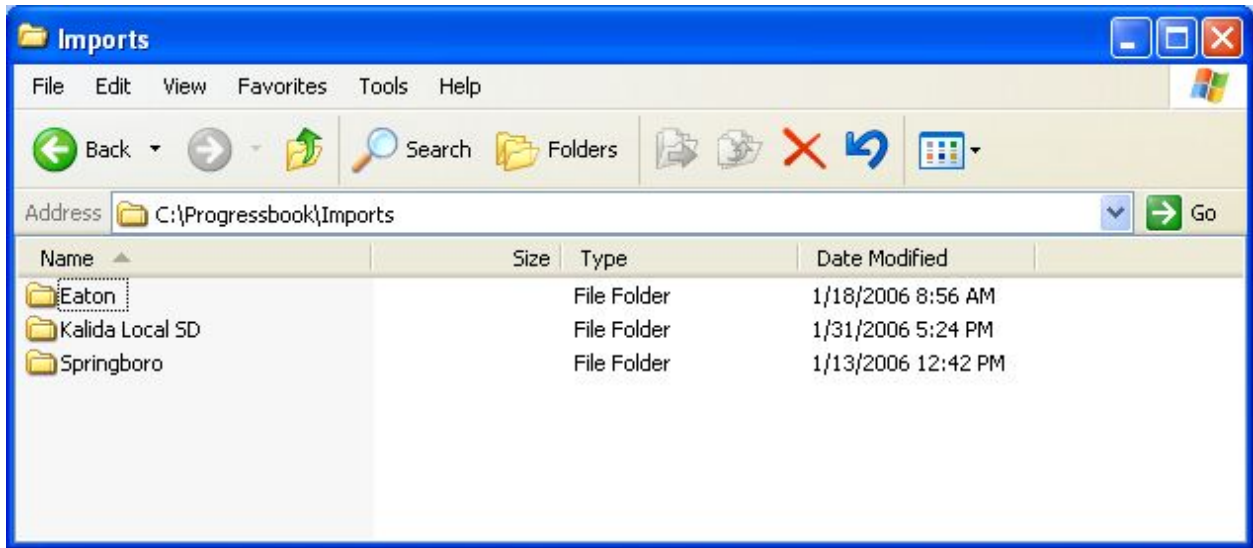 Imports
File Edit View Favorites Tools Help
Back Search Folders
Address C:\Progressbook\Imports Go
Name Size Type Date Modified
Eaton File Folder 1/18/2006 8:56 AM
Kalida Local SD File Folder 1/31/2006 5:24 PM
Springboro File Folder 1/13/2006 12:42 PM